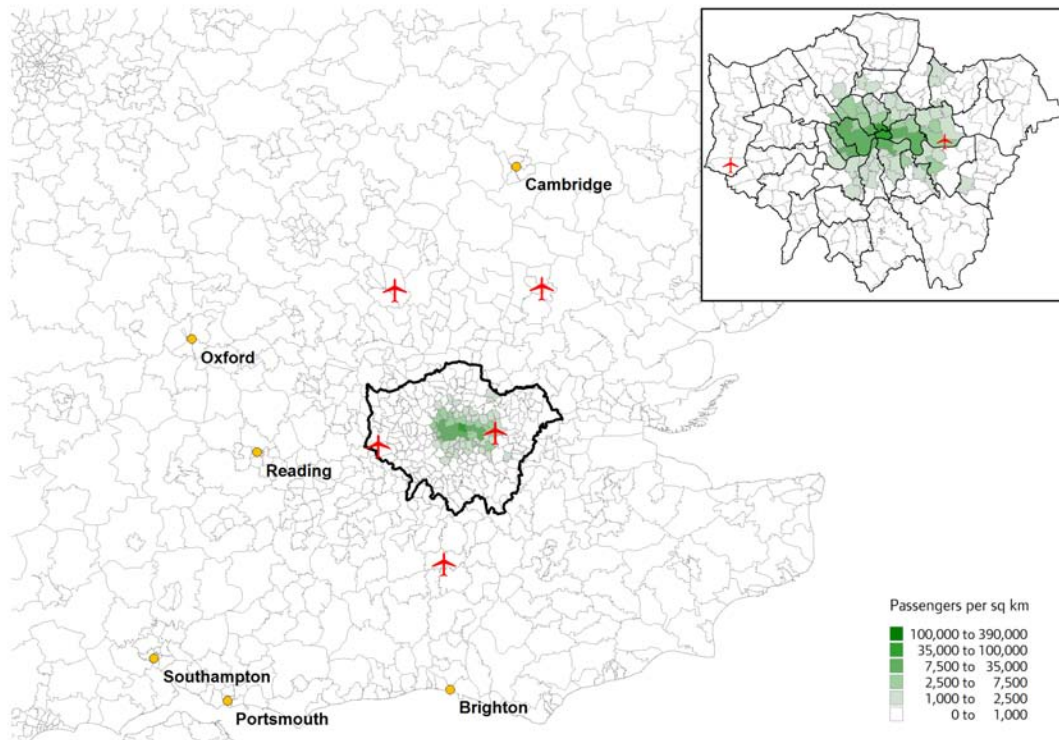 Cambridge
Oxford
Reading
Southampton
Portsmouth
Brighton
Passengers per sq km
100,000 to 390,000
35,000 to 100,000
7,500 to 35,000
2,500 to 7,500
1,000 to 2,500
0 to 1,000